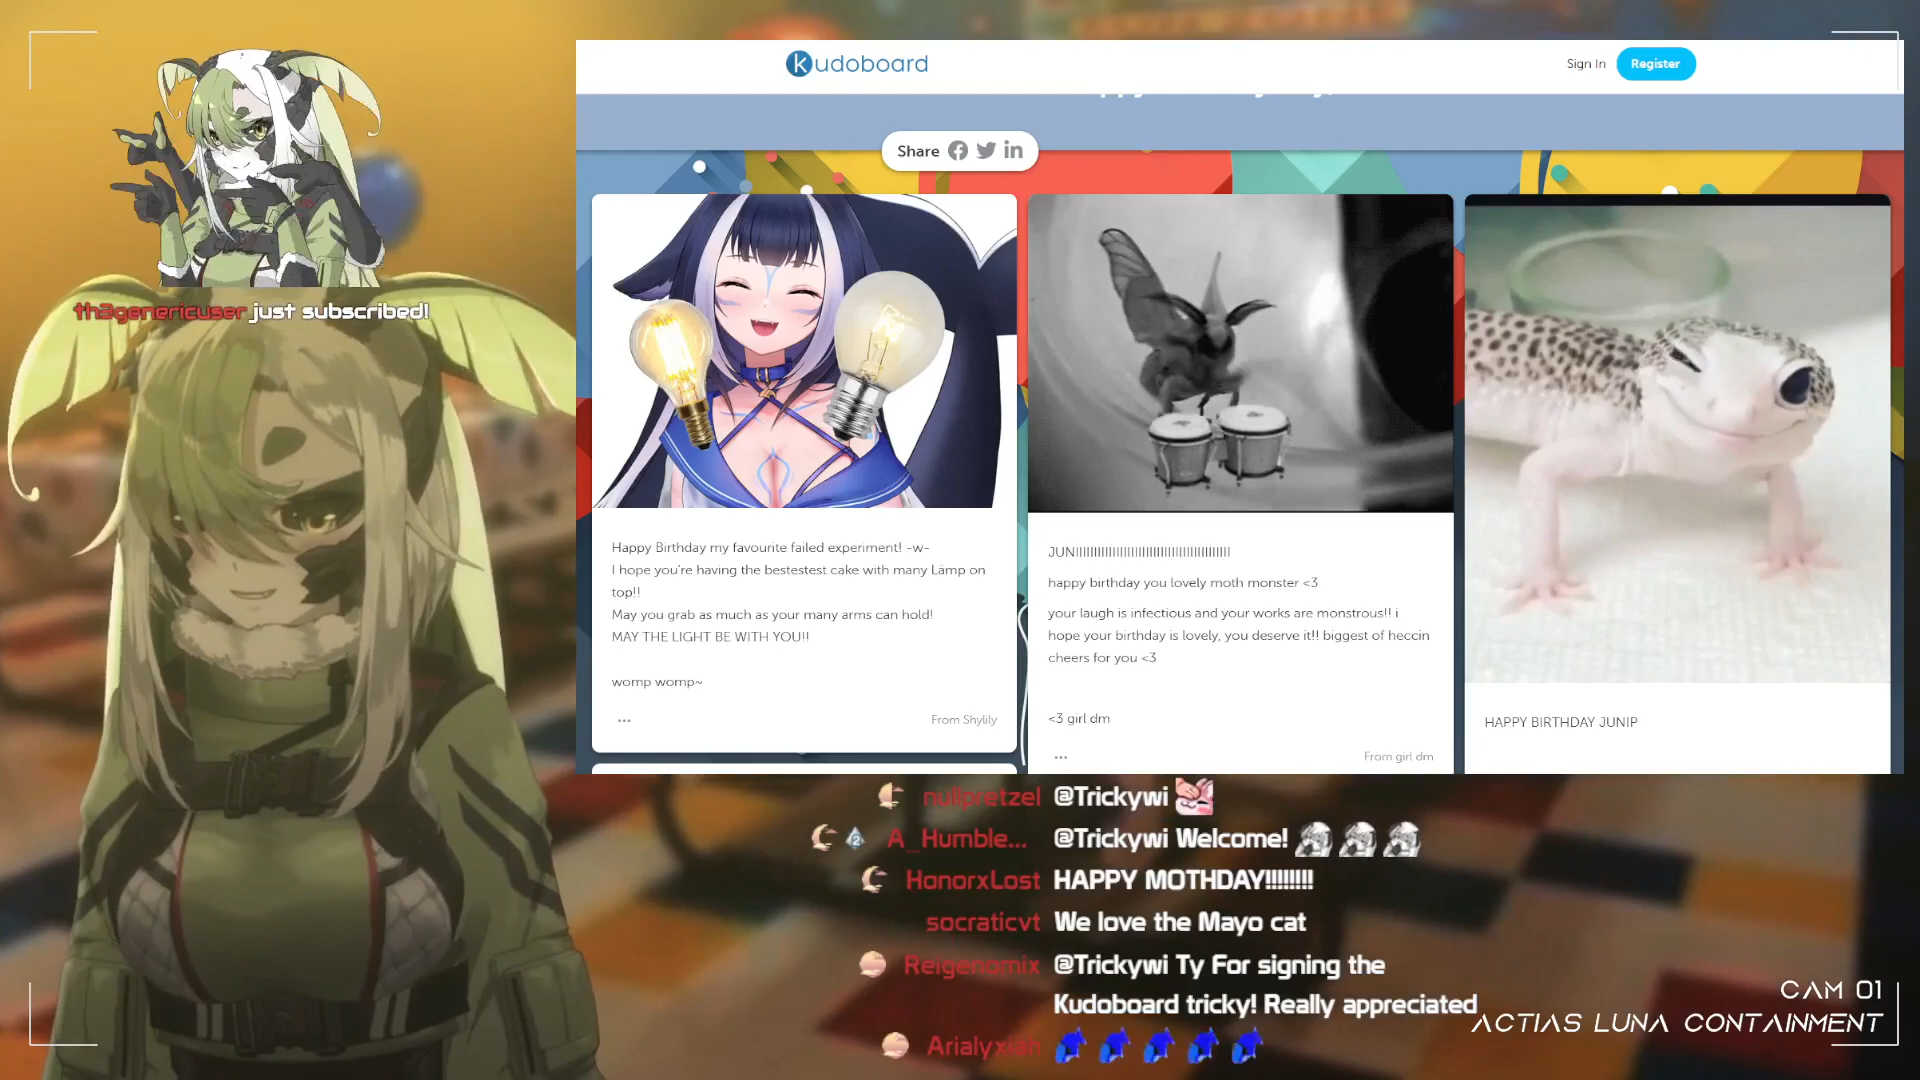 kudoboard
Sign In
Register
Share
th3genericuser just subscribed!
Happy Birthday my favourite failed experiment! -w-
I hope you're having the bestestest cake with many Lämp on
top!!
May you grab as much as your many arms can hold!
MAY THE LIGHT BE WITH YOU!!
womp womp~
From Shylily
JUNIIIIIIIIIIIIIIIIIIIIIIIIIIIIIIIIIIIIIIIII
happy birthday you lovely moth monster <3
your laugh is infectious and your works are monstrous!! i
hope your birthday is lovely, you deserve it!! biggest of heccin
cheers for you <3
<3 girl dm
From girl dm
HAPPY BIRTHDAY JUNIP
nullpretzel @Trickywi
A_Humble... @Trickywi Welcome!
HonorxLost HAPPY MOTHDAY!!!!!!!!
socraticvt We love the Mayo cat
Reigenomix @Trickywi Ty For signing the
Kudoboard tricky! Really appreciated
Arialyxiah
CAM 01
ACTIAS LUNA CONTAINMENT